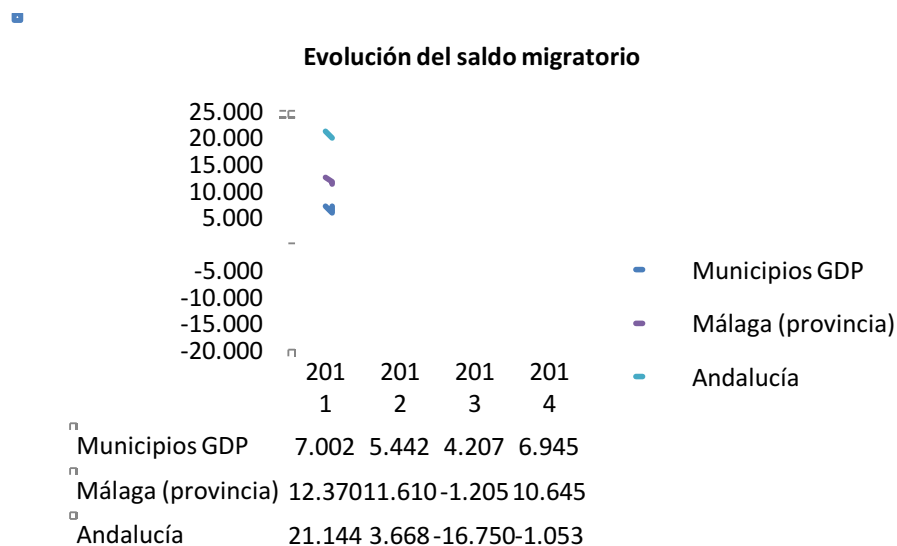 Evolución del saldo migratorio
25.000
20.000
15.000
10.000
5.000
-5.000
-10.000
-15.000
-20.000
Municipios GDP
Málaga (provincia)
Andalucía
201 201 201 201
1 2 3 4
Municipios GDP 7.002 5.442 4.207 6.945
Málaga (provincia) 12.370 11.610 -1.205 10.645
Andalucía 21.144 3.668 -16.750 -1.053